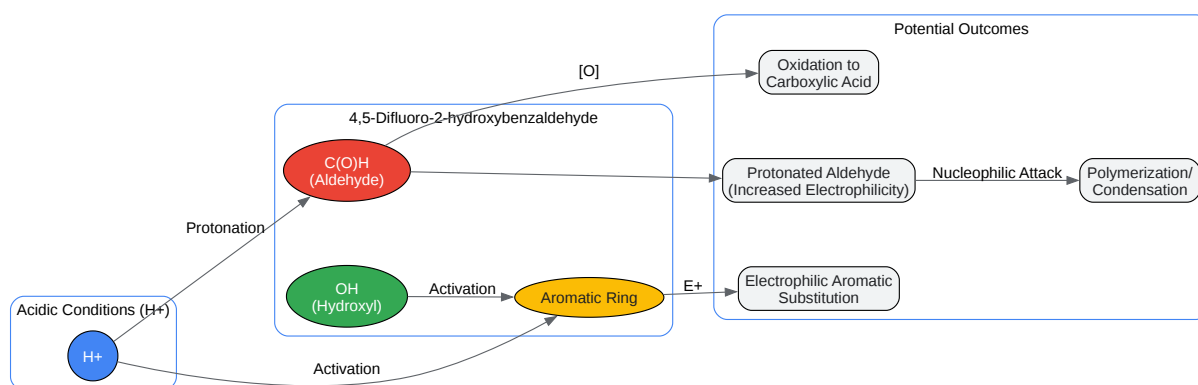 Potential Outcomes
[O]
Oxidation to
Carboxylic Acid
4,5-Difluoro-2-hydroxybenzaldehyde
C(O)H
(Aldehyde)
Protonated Aldehyde
(Increased Electrophilicity)
Nucleophilic Attack
Polymerization/
Condensation
Protonation
OH
(Hydroxyl)
Activation
Aromatic Ring
E+
Electrophilic Aromatic
Substitution
Acidic Conditions (H+)
H+
Activation